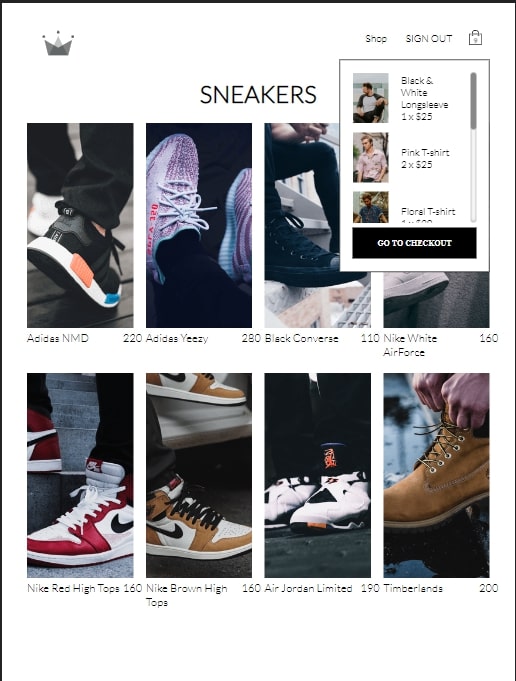 Shop
SIGN OUT
9
SNEAKERS
Black &
White
Longsleeve
1 x $25
Pink T-shirt
2 x $25
Floral T-shirt
GO TO CHECKOUT
Adidas NMD 220
Adidas Yeezy 280
Black Converse 110
Nike White 160
AirForce
Nike Red High Tops 160
Nike Brown High 160
Tops
Air Jordan Limited 190
Timberlands 200